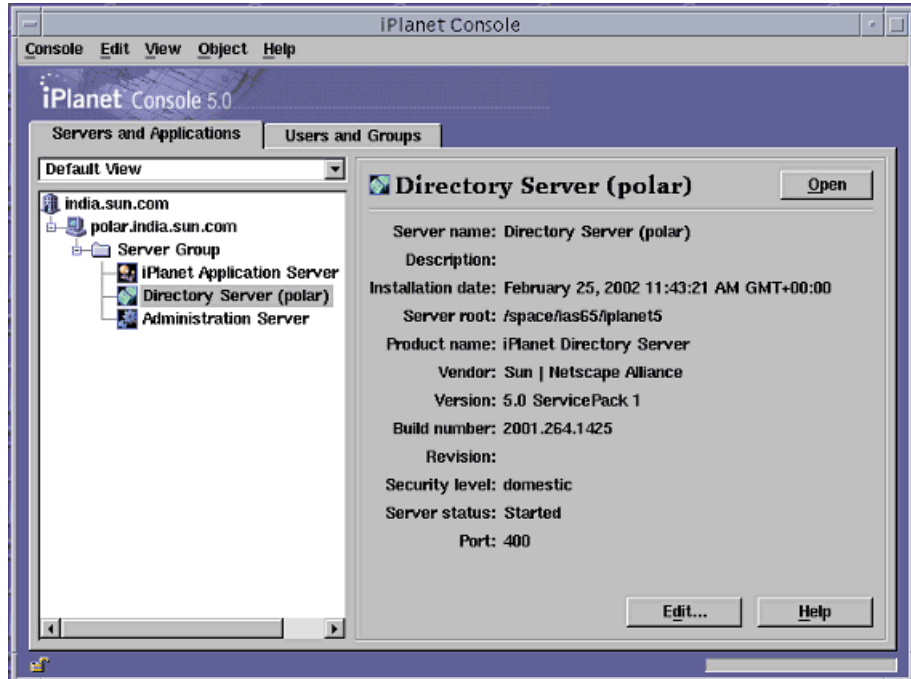 iPlanet Console
Console Edit View Object Help
iPlanet Console 5.0
Servers and Applications Users and Groups
Default View
india.sun.com
polar.india.sun.com
Server Group
iPlanet Application Server
Directory Server (polar)
Administration Server
Directory Server (polar) Open
Server name: Directory Server (polar)
Description:
Installation date: February 25, 2002 11:43:21 AM GMT+00:00
Server root: /space/ias65/iplanet5
Product name: iPlanet Directory Server
Vendor: Sun | Netscape Alliance
Version: 5.0 ServicePack 1
Build number: 2001.264.1425
Revision:
Security level: domestic
Server status: Started
Port: 400
Edit... Help